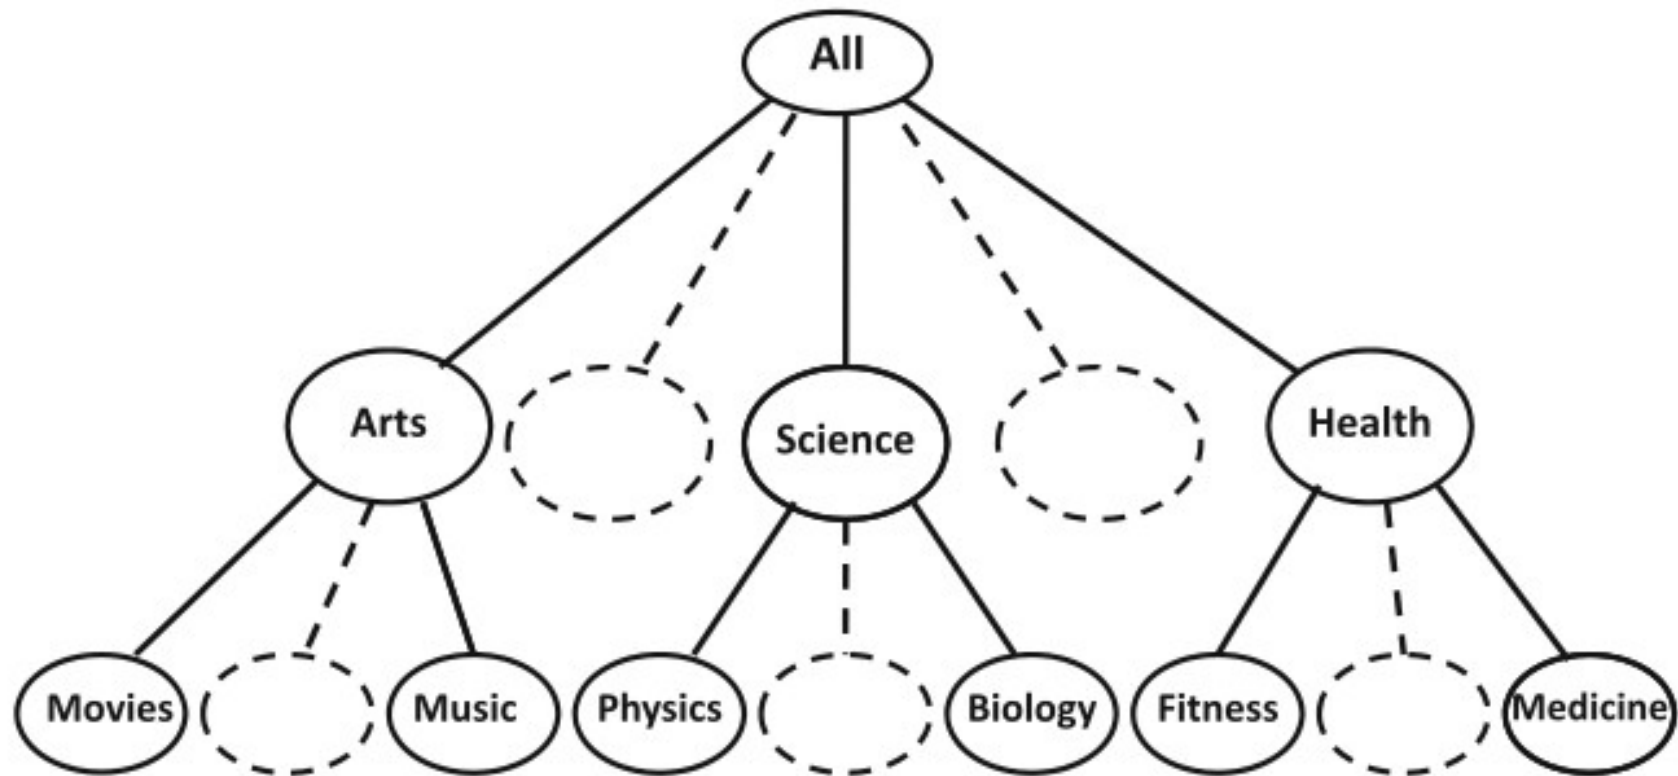 All
Arts
Science
Health
Movies
Music
Physics
Biology
Fitness
Medicine